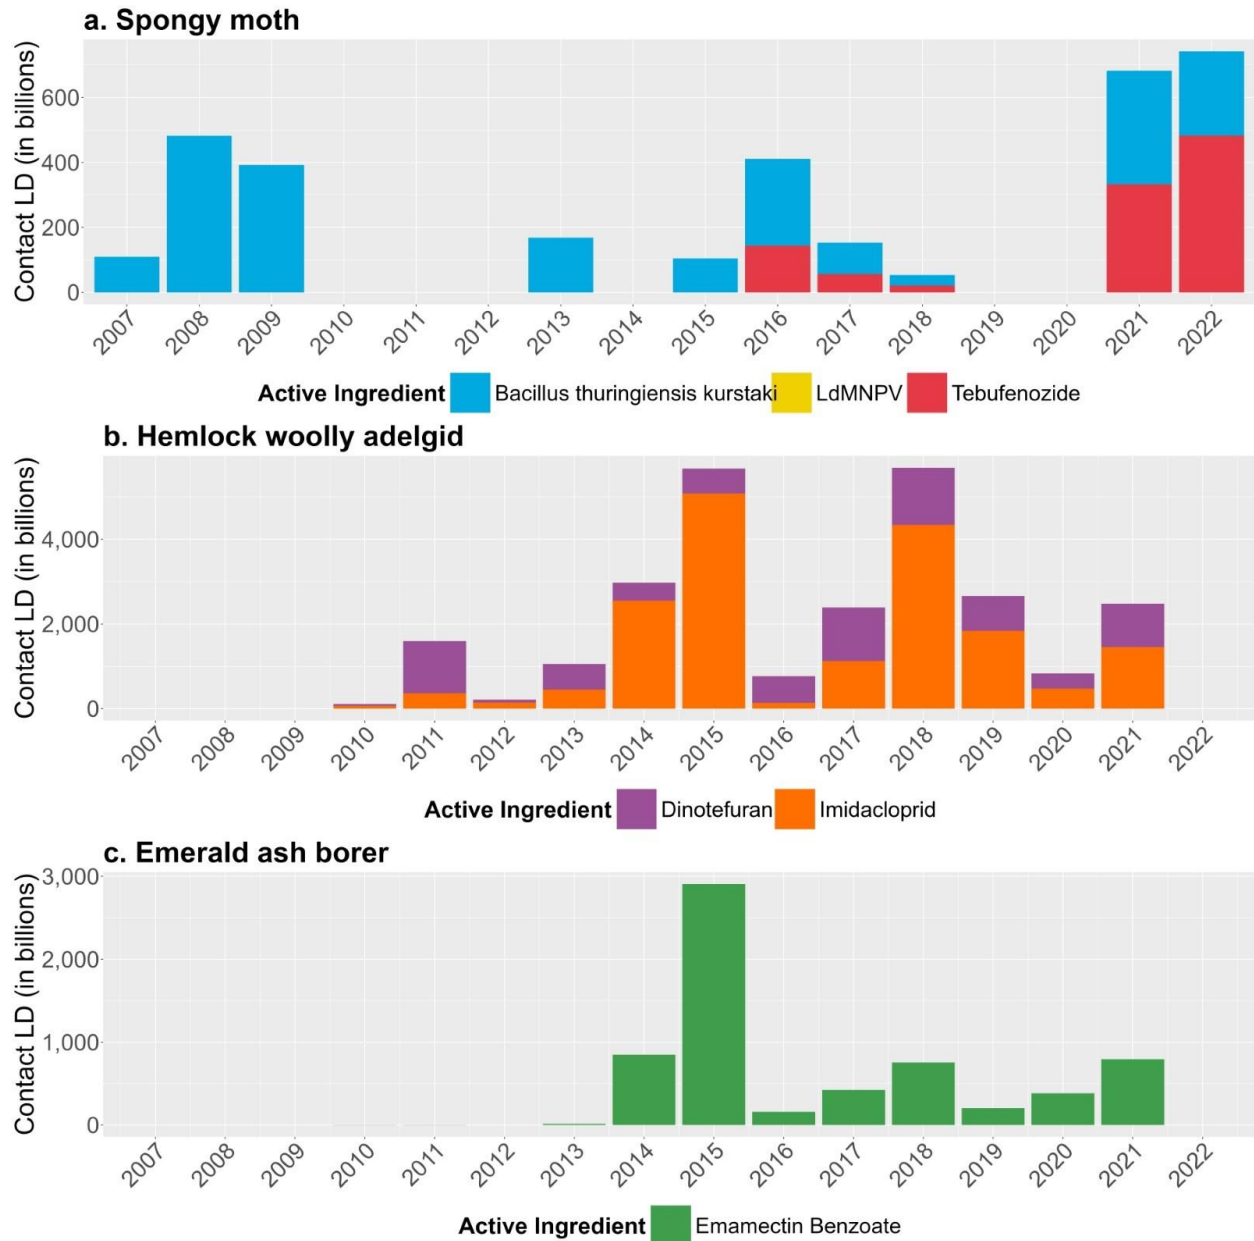 a. Spongy moth
Contact LD (in billions)
600
400
200
0
2007 2008 2009 2010 2011 2012 2013 2014 2015 2016 2017 2018 2019 2020 2021 2022
Active Ingredient Bacillus thuringiensis kurstaki LdMNPV Tebufenozide
b. Hemlock woolly adelgid
Contact LD (in billions)
4,000
2,000
0
2007 2008 2009 2010 2011 2012 2013 2014 2015 2016 2017 2018 2019 2020 2021 2022
Active Ingredient Dinotefuran Imidacloprid
c. Emerald ash borer
Contact LD (in billions)
3,000
2,000
1,000
0
2007 2008 2009 2010 2011 2012 2013 2014 2015 2016 2017 2018 2019 2020 2021 2022
Active Ingredient Emamectin Benzoate